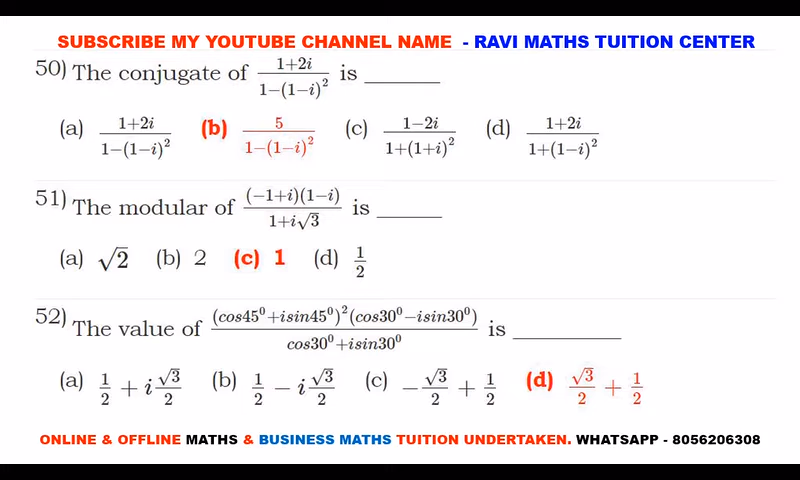 SUBSCRIBE MY YOUTUBE CHANNEL NAME - RAVI MATHS TUITION CENTER
50) The conjugate of (1+2i)/(1−(1−i)²) is ________
(a) (1+2i)/(1−(1−i)²) (b) 5/(1−(1−i)²) (c) (1−2i)/(1+(1+i)²) (d) (1+2i)/(1+(1−i)²)
51) The modular of ((−1+i)(1−i))/(1+i√3) is ______
(a) √2 (b) 2 (c) 1 (d) 1/2
52) The value of ((cos45⁰+isin45⁰)²(cos30⁰−isin30⁰))/(cos30⁰+isin30⁰) is __________
(a) 1/2 + i √3/2 (b) 1/2 − i √3/2 (c) −√3/2 + 1/2 (d) √3/2 + 1/2
ONLINE & OFFLINE MATHS & BUSINESS MATHS TUITION UNDERTAKEN. WHATSAPP - 8056206308